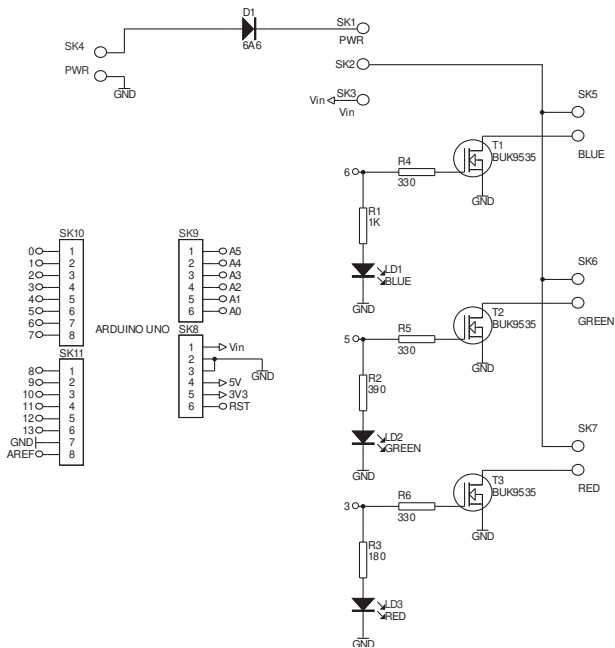 D1
6A6
SK4
PWR
GND
SK1
PWR
SK2
SK3
Vin
Vin
SK5
BLUE
T1
BUK9535
GND
6
R4
330
R1
1K
LD1
BLUE
GND
SK6
GREEN
T2
BUK9535
GND
5
R5
330
R2
390
LD2
GREEN
GND
SK7
RED
T3
BUK9535
GND
3
R6
330
R3
180
LD3
RED
GND
SK10
0 1
1 2
2 3
3 4
4 5
5 6
6 7
7 8
SK11
8 1
9 2
10 3
11 4
12 5
13 6
GND 7
AREF 8
ARDUINO UNO
SK9
1 A5
2 A4
3 A3
4 A2
5 A1
6 A0
SK8
1 Vin
2
3
GND
4 5V
5 3V3
6 RST